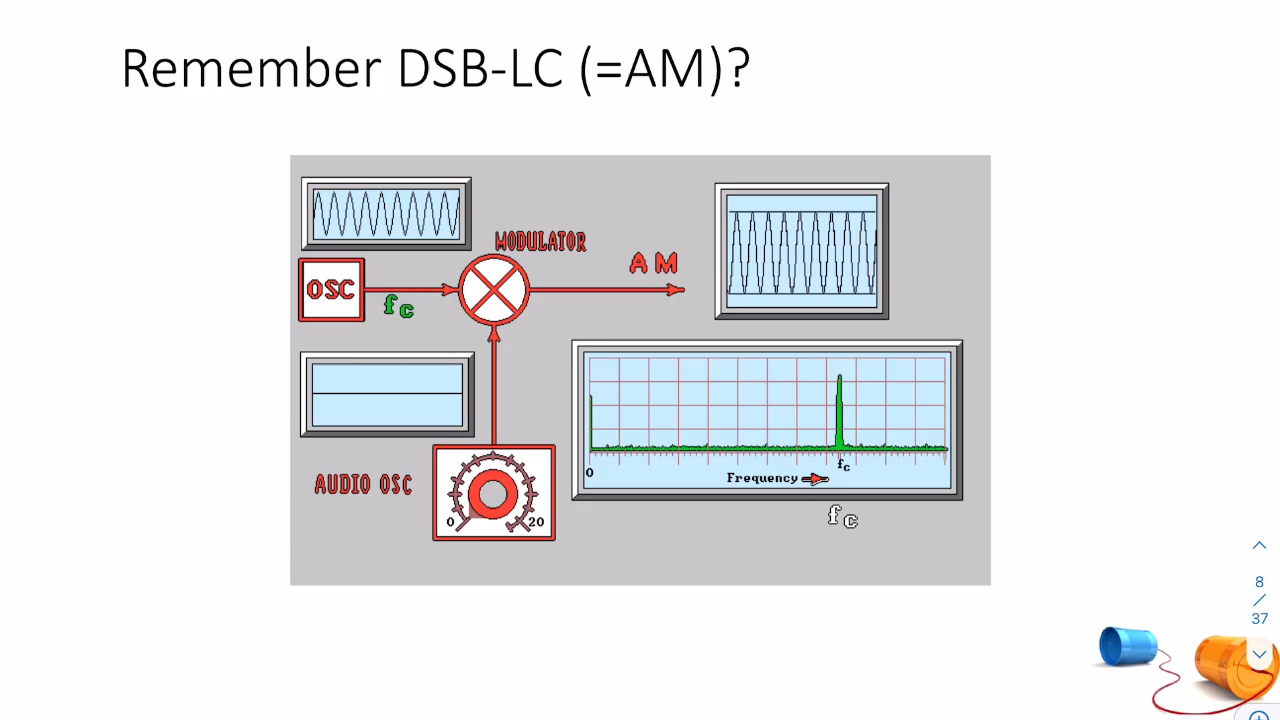 Remember DSB-LC (=AM)?
MODULATOR
AM
OSC
fc
AUDIO OSC
0
20
0
fc
Frequency
fc
8
/
37